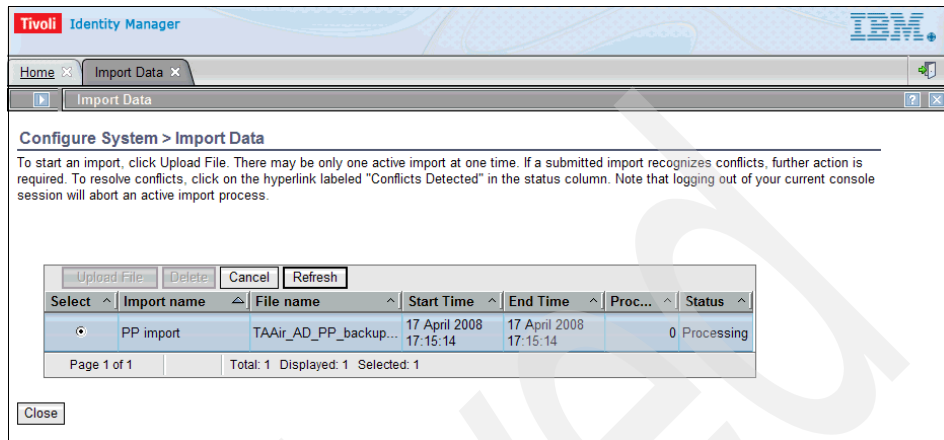 Tivoli Identity Manager
IBM
Home Import Data
Import Data
Configure System > Import Data
To start an import, click Upload File. There may be only one active import at one time. If a submitted import recognizes conflicts, further action is
required. To resolve conflicts, click on the hyperlink labeled "Conflicts Detected" in the status column. Note that logging out of your current console
session will abort an active import process.
Upload File Delete Cancel Refresh
Select Import name File name Start Time End Time Proc... Status
PP import TAAir_AD_PP_backup... 17 April 2008 17:15:14 17 April 2008 17:15:14 0 Processing
Page 1 of 1 Total: 1 Displayed: 1 Selected: 1
Close